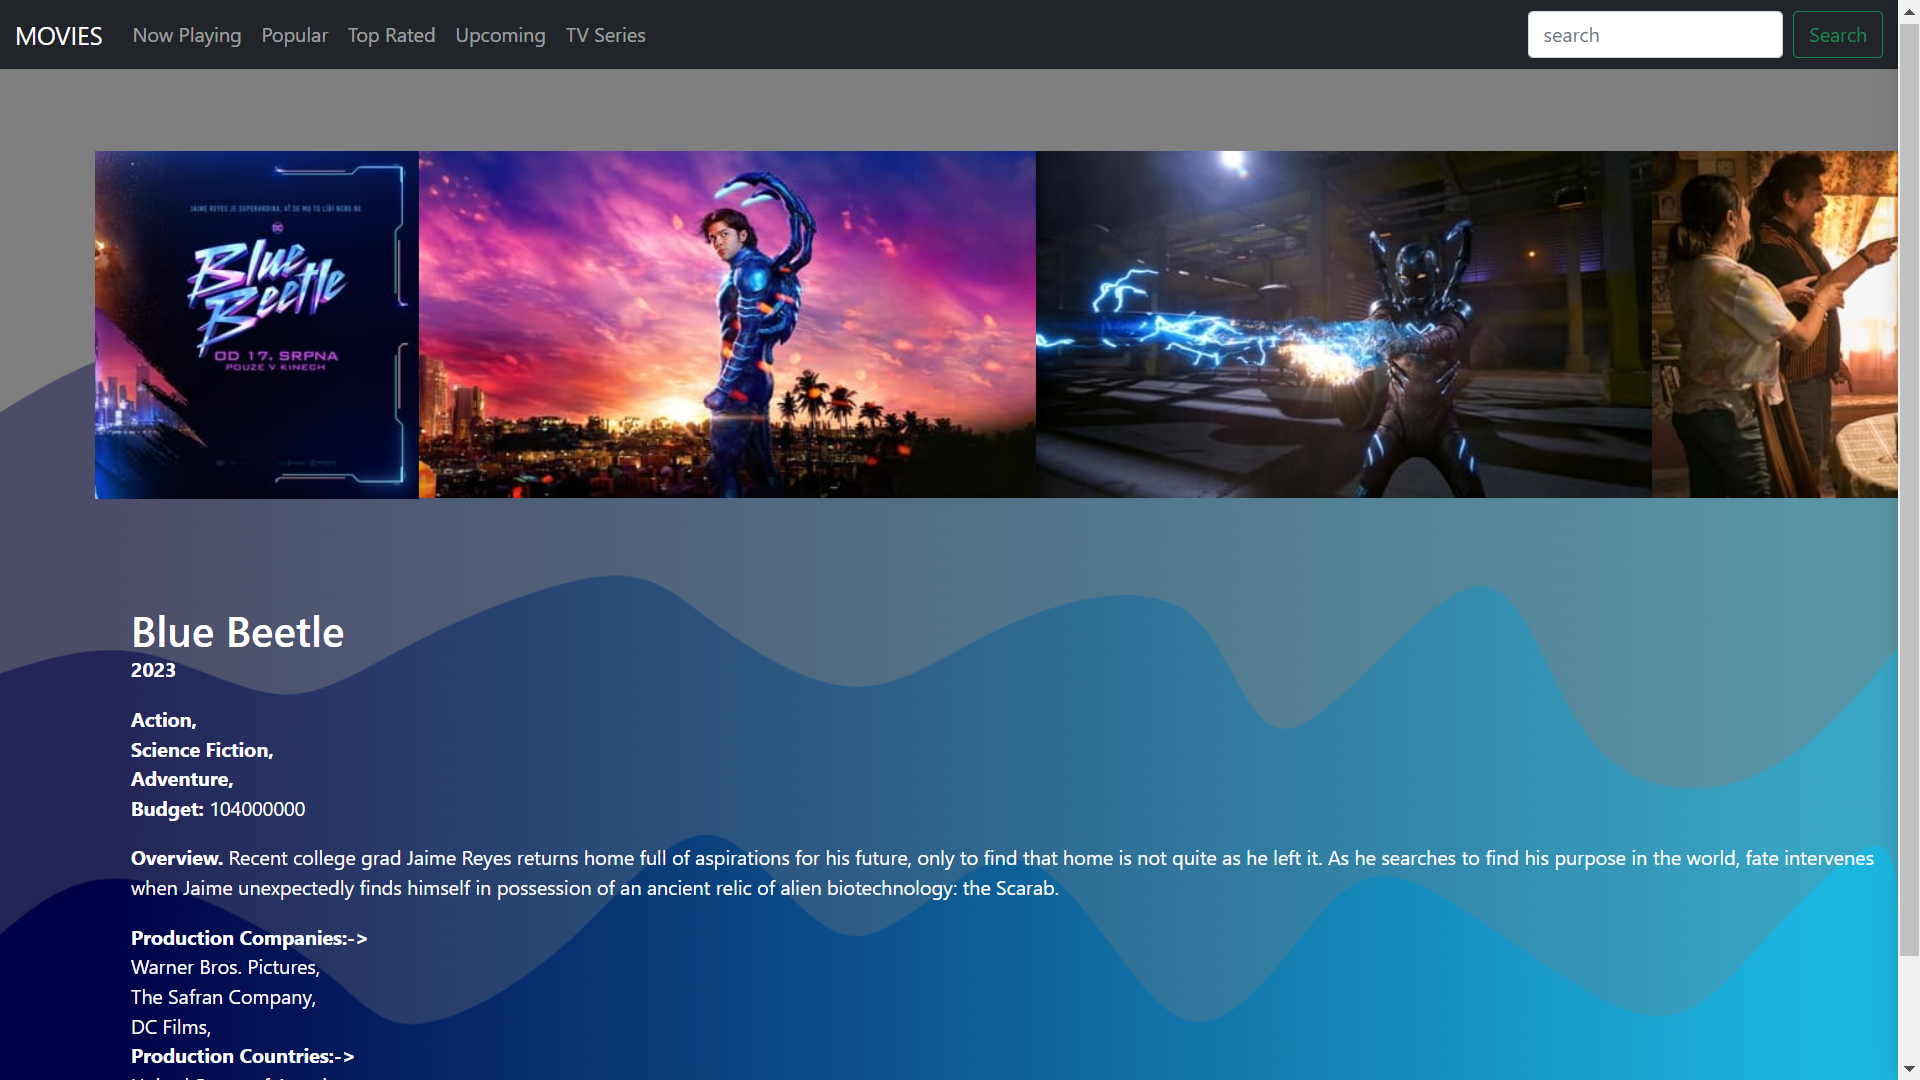 MOVIES Now Playing Popular Top Rated Upcoming TV Series search Search
JAIME REYES JE SUPERHRDINA, AŤ SE MU TO LÍBÍ NEBO NE
DC
Blue
Beetle
OD 17. SRPNA
POUZE V KINECH
Blue Beetle
2023
Action,
Science Fiction,
Adventure,
Budget: 104000000
Overview. Recent college grad Jaime Reyes returns home full of aspirations for his future, only to find that home is not quite as he left it. As he searches to find his purpose in the world, fate intervenes
when Jaime unexpectedly finds himself in possession of an ancient relic of alien biotechnology: the Scarab.
Production Companies:->
Warner Bros. Pictures,
The Safran Company,
DC Films,
Production Countries:->